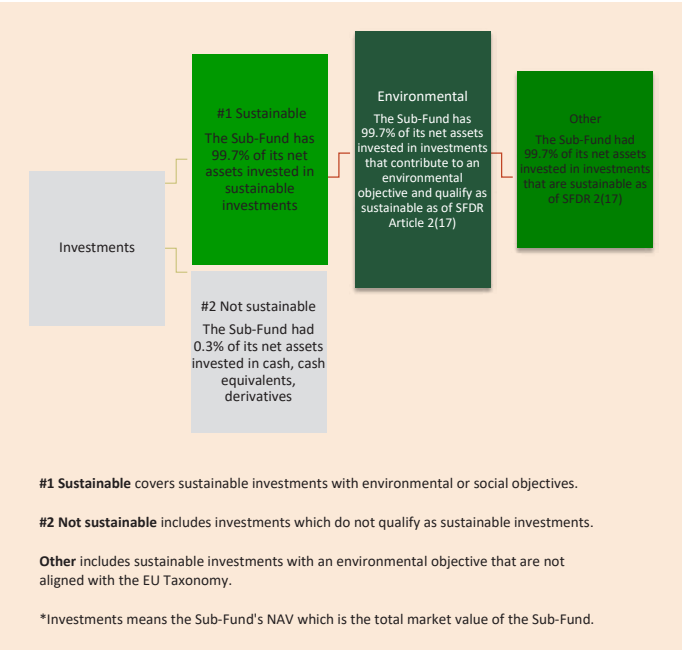 Investments
#1 Sustainable
The Sub-Fund has
99.7% of its net
assets invested in
sustainable
investments
#2 Not sustainable
The Sub-Fund had
0.3% of its net assets
invested in cash, cash
equivalents,
derivatives
Environmental
The Sub-Fund has
99.7% of its net assets
invested in investments
that contribute to an
environmental
objective and qualify as
sustainable as of SFDR
Article 2(17)
Other
The Sub-Fund had
99.7% of its net assets
invested in investments
that are sustainable as
of SFDR 2(17)
#1 Sustainable covers sustainable investments with environmental or social objectives.
#2 Not sustainable includes investments which do not qualify as sustainable investments.
Other includes sustainable investments with an environmental objective that are not
aligned with the EU Taxonomy.
*Investments means the Sub-Fund's NAV which is the total market value of the Sub-Fund.